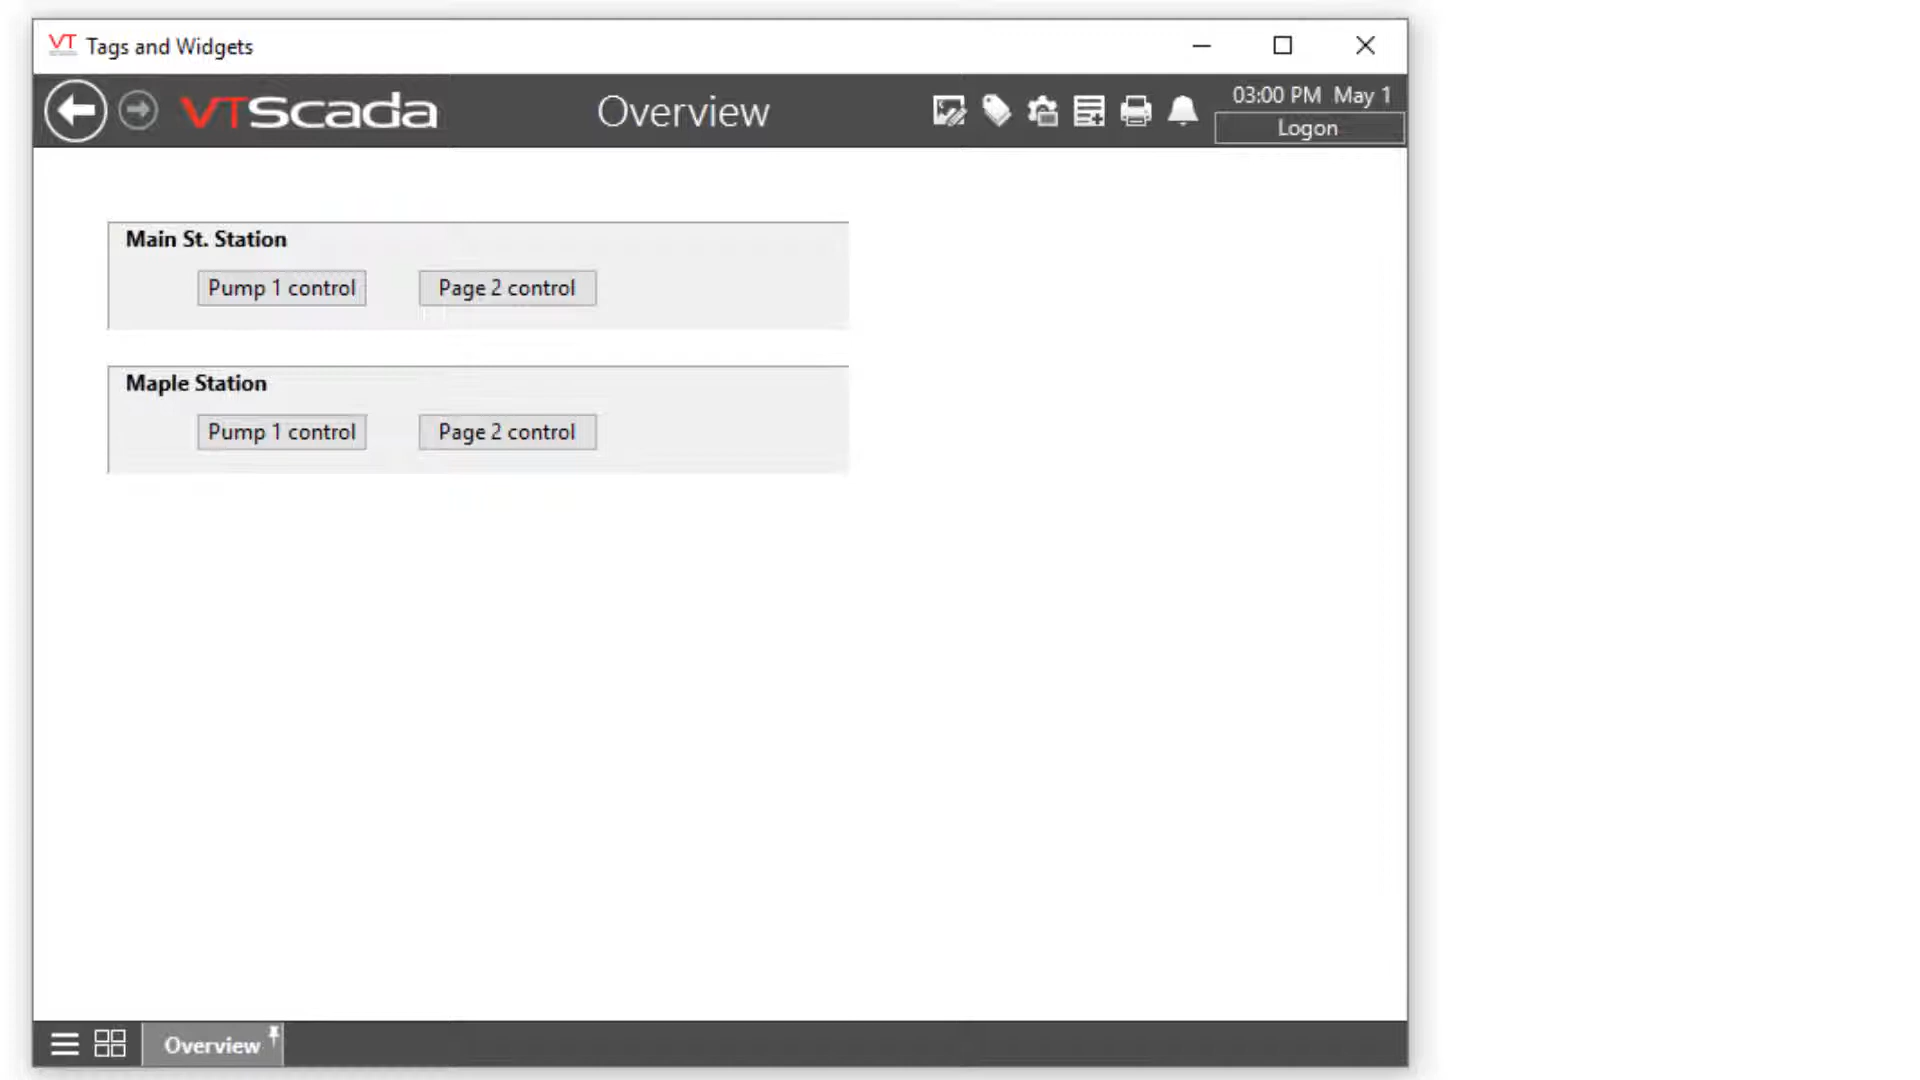 VT Tags and Widgets
VTScada
Overview
03:00 PM May 1
Logon
Main St. Station
Pump 1 control
Page 2 control
Maple Station
Pump 1 control
Page 2 control
Overview